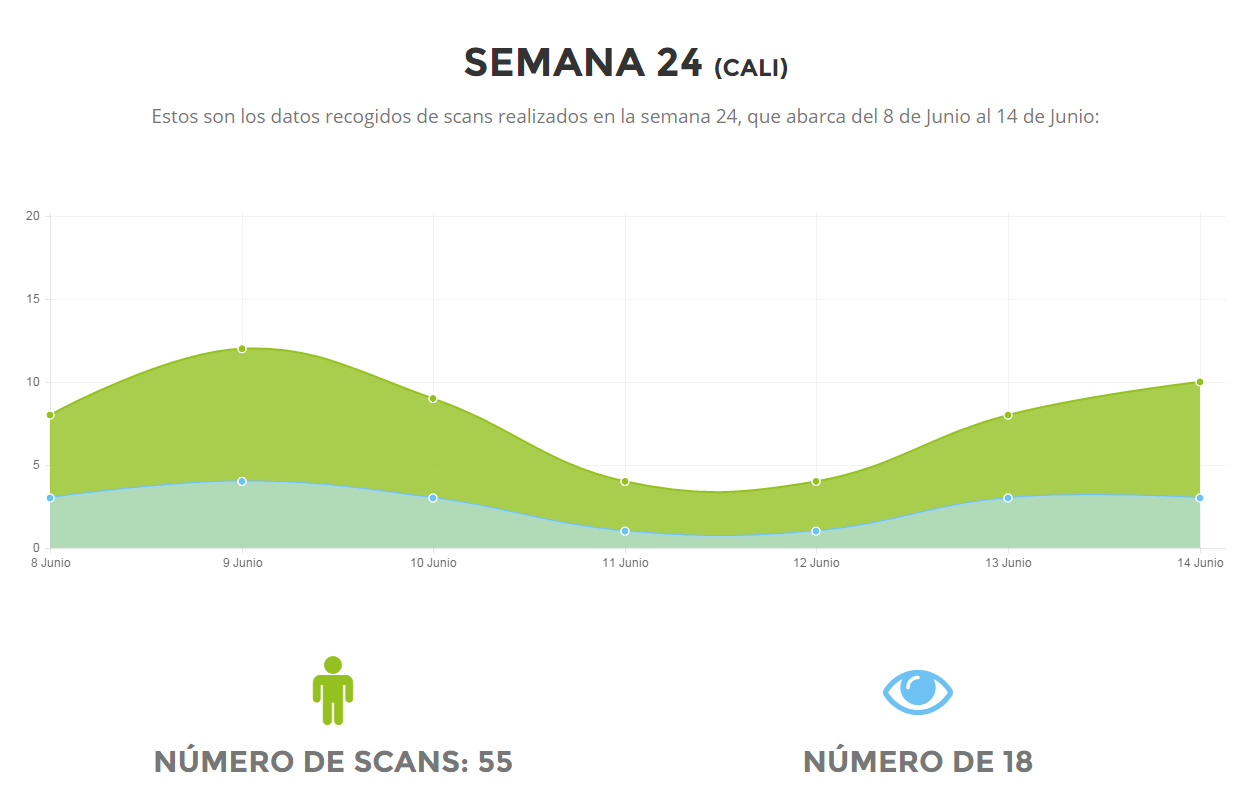 SEMANA 24 (CALI)
Estos son los datos recogidos de scans realizados en la semana 24, que abarca del 8 de Junio al 14 de Junio:
20
15
10
5
0
8 Junio 9 Junio 10 Junio 11 Junio 12 Junio 13 Junio 14 Junio
NÚMERO DE SCANS: 55 NÚMERO DE 18